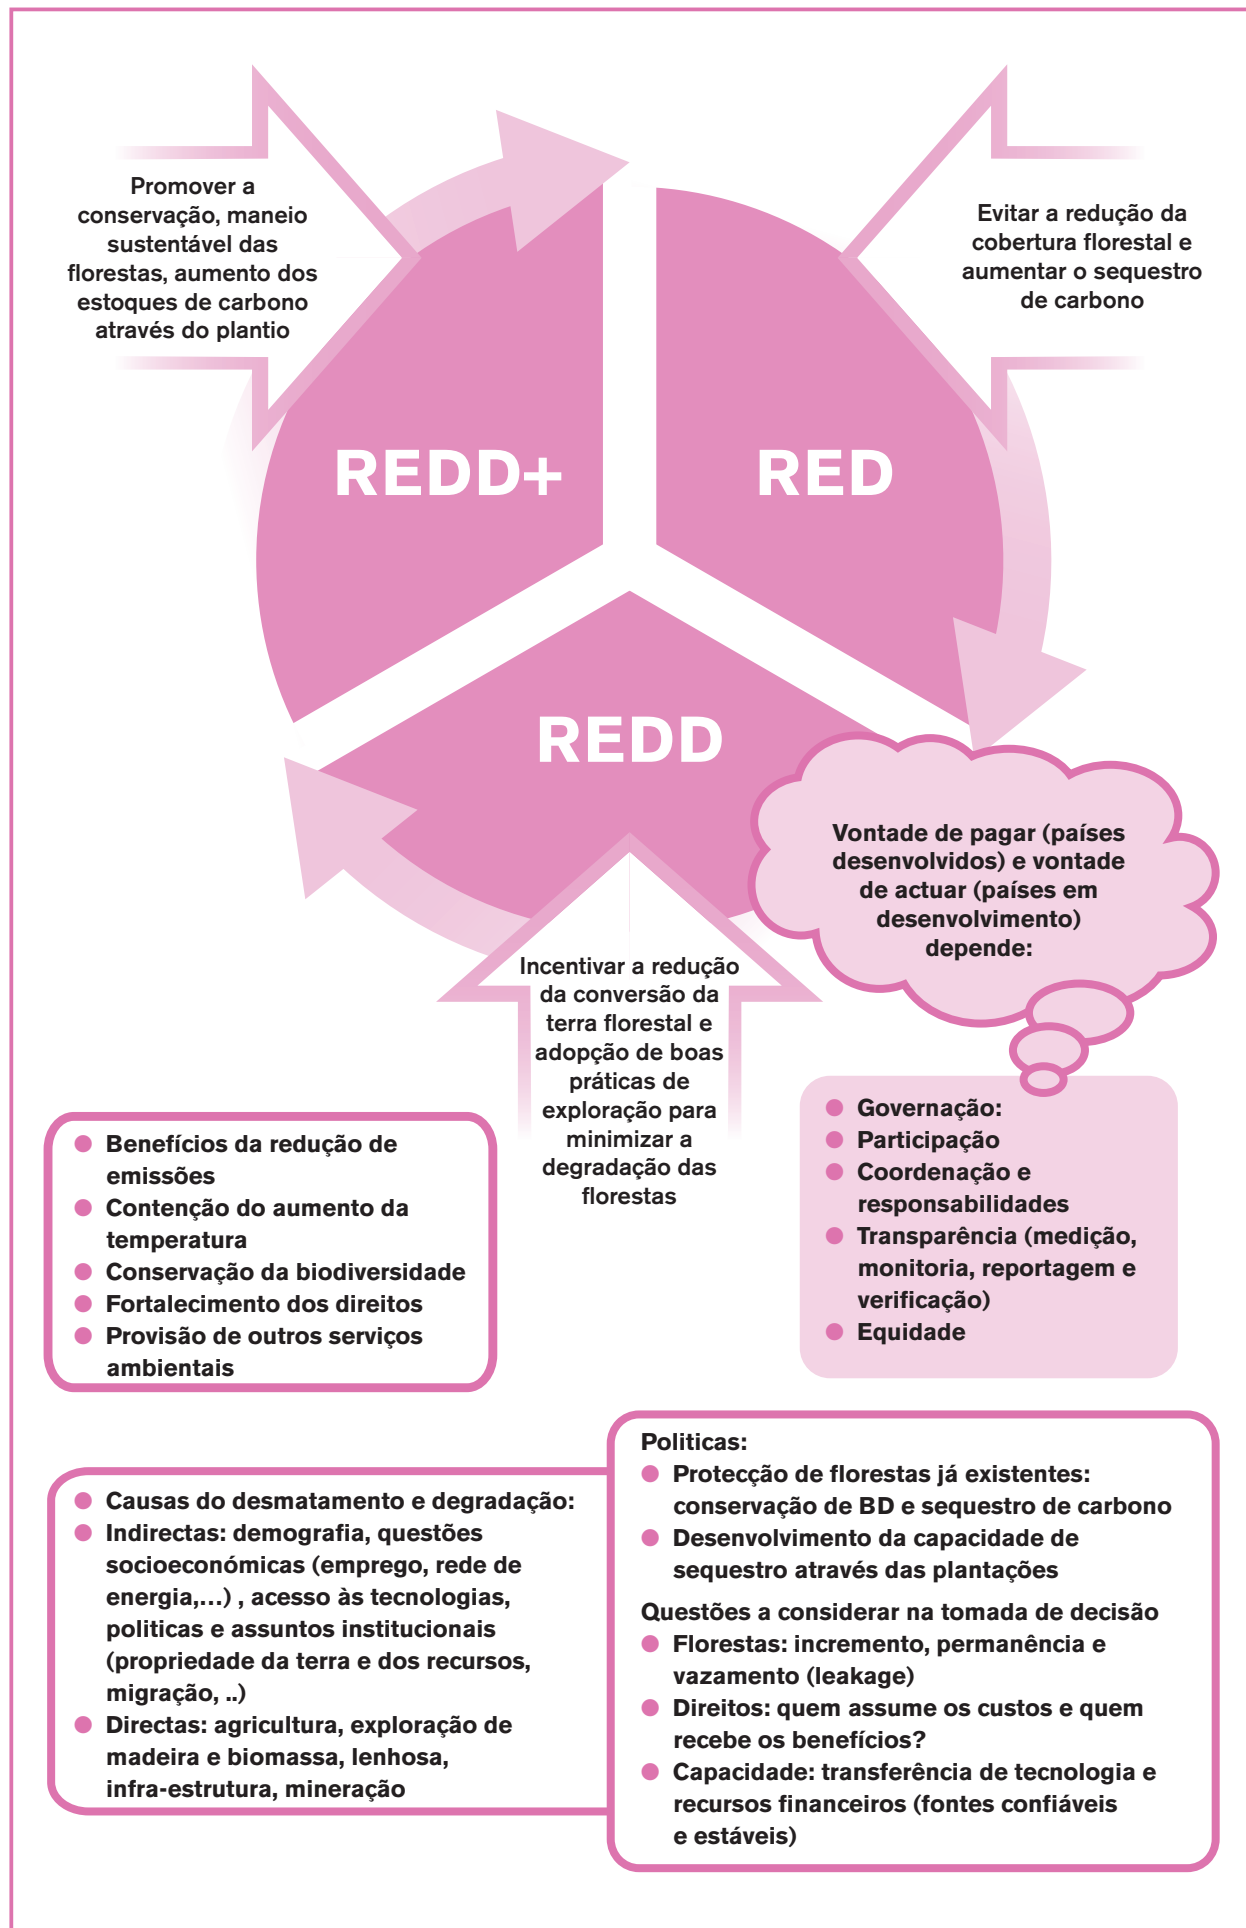 Promover a
conservação, maneio
sustentável das
florestas, aumento dos
estoques de carbono
através do plantio
Evitar a redução da
cobertura florestal e
aumentar o sequestro
de carbono
REDD+
RED
REDD
Vontade de pagar (países
desenvolvidos) e vontade
de actuar (países em
desenvolvimento)
depende:
Incentivar a redução
da conversão da
terra florestal e
adopção de boas
práticas de
exploração para
minimizar a
degradação das
florestas
● Governação:
● Participação
● Coordenação e
responsabilidades
● Transparência (medição,
monitoria, reportagem e
verificação)
● Equidade
● Benefícios da redução de
emissões
● Contenção do aumento da
temperatura
● Conservação da biodiversidade
● Fortalecimento dos direitos
● Provisão de outros serviços
ambientais
● Causas do desmatamento e degradação:
● Indirectas: demografia, questões
socioeconómicas (emprego, rede de
energia,...) , acesso às tecnologias,
politicas e assuntos institucionais
(propriedade da terra e dos recursos,
migração, ..)
● Directas: agricultura, exploração de
madeira e biomassa, lenhosa,
infra-estrutura, mineração
Politicas:
● Protecção de florestas já existentes:
conservação de BD e sequestro de carbono
● Desenvolvimento da capacidade de
sequestro através das plantações
Questões a considerar na tomada de decisão
● Florestas: incremento, permanência e
vazamento (leakage)
● Direitos: quem assume os custos e quem
recebe os benefícios?
● Capacidade: transferência de tecnologia e
recursos financeiros (fontes confiáveis
e estáveis)